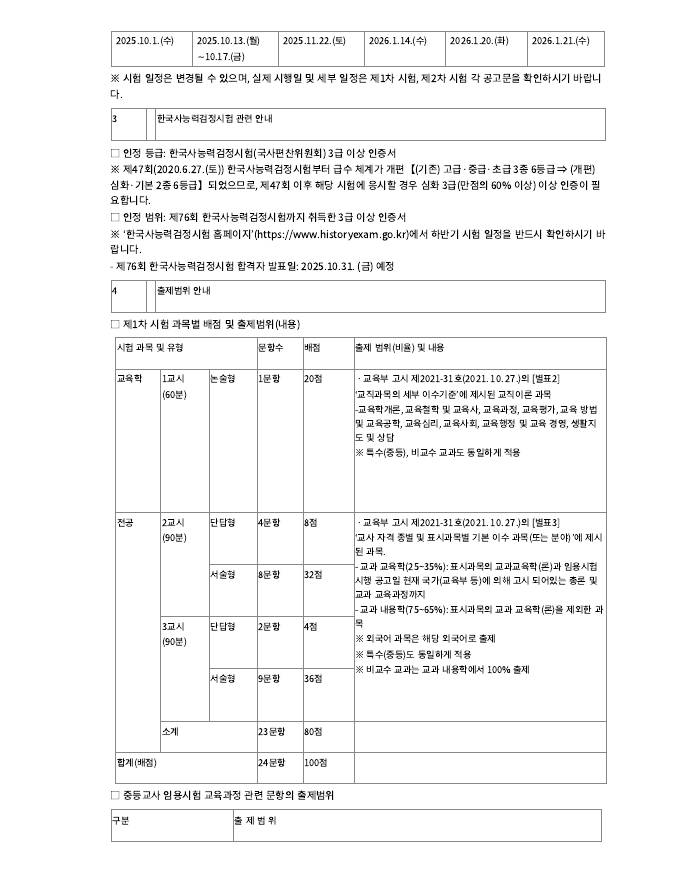 2025.10.1.(수) 2025.10.13.(월) 2025.11.22.(토) 2026.1.14.(수) 2026.1.20.(화) 2026.1.21.(수)
~10.17.(금)
※ 시험 일정은 변경될 수 있으며, 실제 시행일 및 세부 일정은 제1차 시험, 제2차 시험 각 공고문을 확인하시기 바랍니
다.
3 한국사능력검정시험 관련 안내
□ 인정 등급: 한국사능력검정시험(국사편찬위원회) 3급 이상 인증서
※ 제47회(2020.6.27.(토)) 한국사능력검정시험부터 급수 체계가 개편【(기존) 고급·중급·초급 3종 6등급⇒ (개편)
심화·기본 2종 6등급】되었으므로, 제47회 이후 해당 시험에 응시할 경우 심화 3급(만점의 60% 이상) 이상 인증이 필
요합니다.
□ 인정 범위: 제76회 한국사능력검정시험까지 취득한 3급 이상 인증서
※ ‘한국사능력검정시험 홈페이지’(https://www.historyexam.go.kr)에서 하반기 시험 일정을 반드시 확인하시기 바
랍니다.
- 제76회 한국사능력검정시험 합격자 발표일: 2025.10.31. (금) 예정
4 출제범위 안내
□ 제1차 시험 과목별 배점 및 출제범위(내용)
시험 과목 및 유형 문항수 배점 출제 범위(비율) 및 내용
교육학 1교시 논술형 1문항 20점 · 교육부 고시 제2021-31호(2021. 10. 27.)의 [별표2]
(60분) ‘교직과목의 세부 이수기준’에 제시된 교직이론 과목
-교육학개론, 교육철학 및 교육사, 교육과정, 교육평가, 교육 방법
및 교육공학, 교육심리, 교육사회, 교육행정 및 교육 경영, 생활지
도 및 상담
※ 특수(중등), 비교수 교과도 동일하게 적용
전공 2교시 단답형 4문항 8점 · 교육부 고시 제2021-31호(2021. 10. 27.)의 [별표3]
(90분) ‘교사 자격 종별 및 표시과목별 기본 이수 과목(또는 분야)’에 제시
된 과목.
서술형 8문항 32점 - 교과 교육학(25~35%): 표시과목의 교과교육학(론)과 임용시험
시행 공고일 현재 국가(교육부 등)에 의해 고시 되어있는 총론 및
교과 교육과정까지
- 교과 내용학(75~65%): 표시과목의 교과 교육학(론)을 제외한 과
3교시 단답형 2문항 4점 목
(90분) ※ 외국어 과목은 해당 외국어로 출제
※ 특수(중등)도 동일하게 적용
서술형 9문항 36점 ※ 비교수 교과는 교과 내용학에서 100% 출제
소계 23문항 80점
합계(배점) 24문항 100점
□ 중등교사 임용시험 교육과정 관련 문항의 출제범위
구분 출 제 범 위